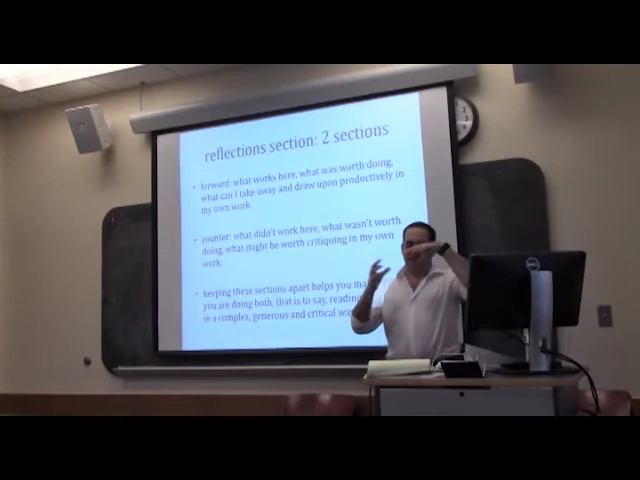 reflections section: 2 sections
• forward: what works here, what was worth doing,
what can I take away and draw upon productively in
my own work.
• counter: what didn't work here, what wasn't worth
doing, what might be worth critiquing in my own
work.
• keeping these sections apart helps you
you are doing both, that is to say, reading
in a complex, generous and critical
DELL